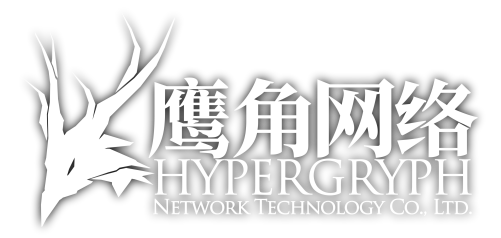 鹰角网络
HYPERGRYPH
NETWORK TECHNOLOGY CO., LTD.